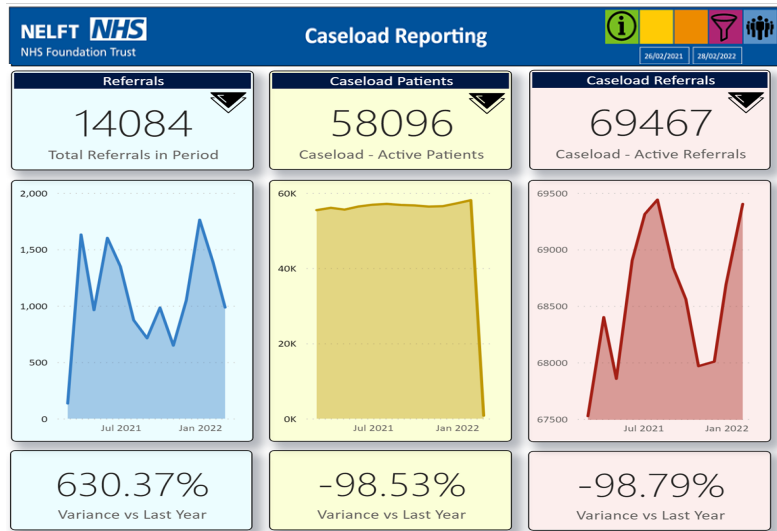 NELFT NHS
NHS Foundation Trust
Caseload Reporting
i
26/02/2021 28/02/2022
Referrals
14084
Total Referrals in Period
Caseload Patients
58096
Caseload - Active Patients
Caseload Referrals
69467
Caseload - Active Referrals
2,000
1,500
1,000
500
0
Jul 2021 Jan 2022
60K
40K
20K
0K
Jul 2021 Jan 2022
69500
69000
68500
68000
67500
Jul 2021 Jan 2022
630.37%
Variance vs Last Year
-98.53%
Variance vs Last Year
-98.79%
Variance vs Last Year